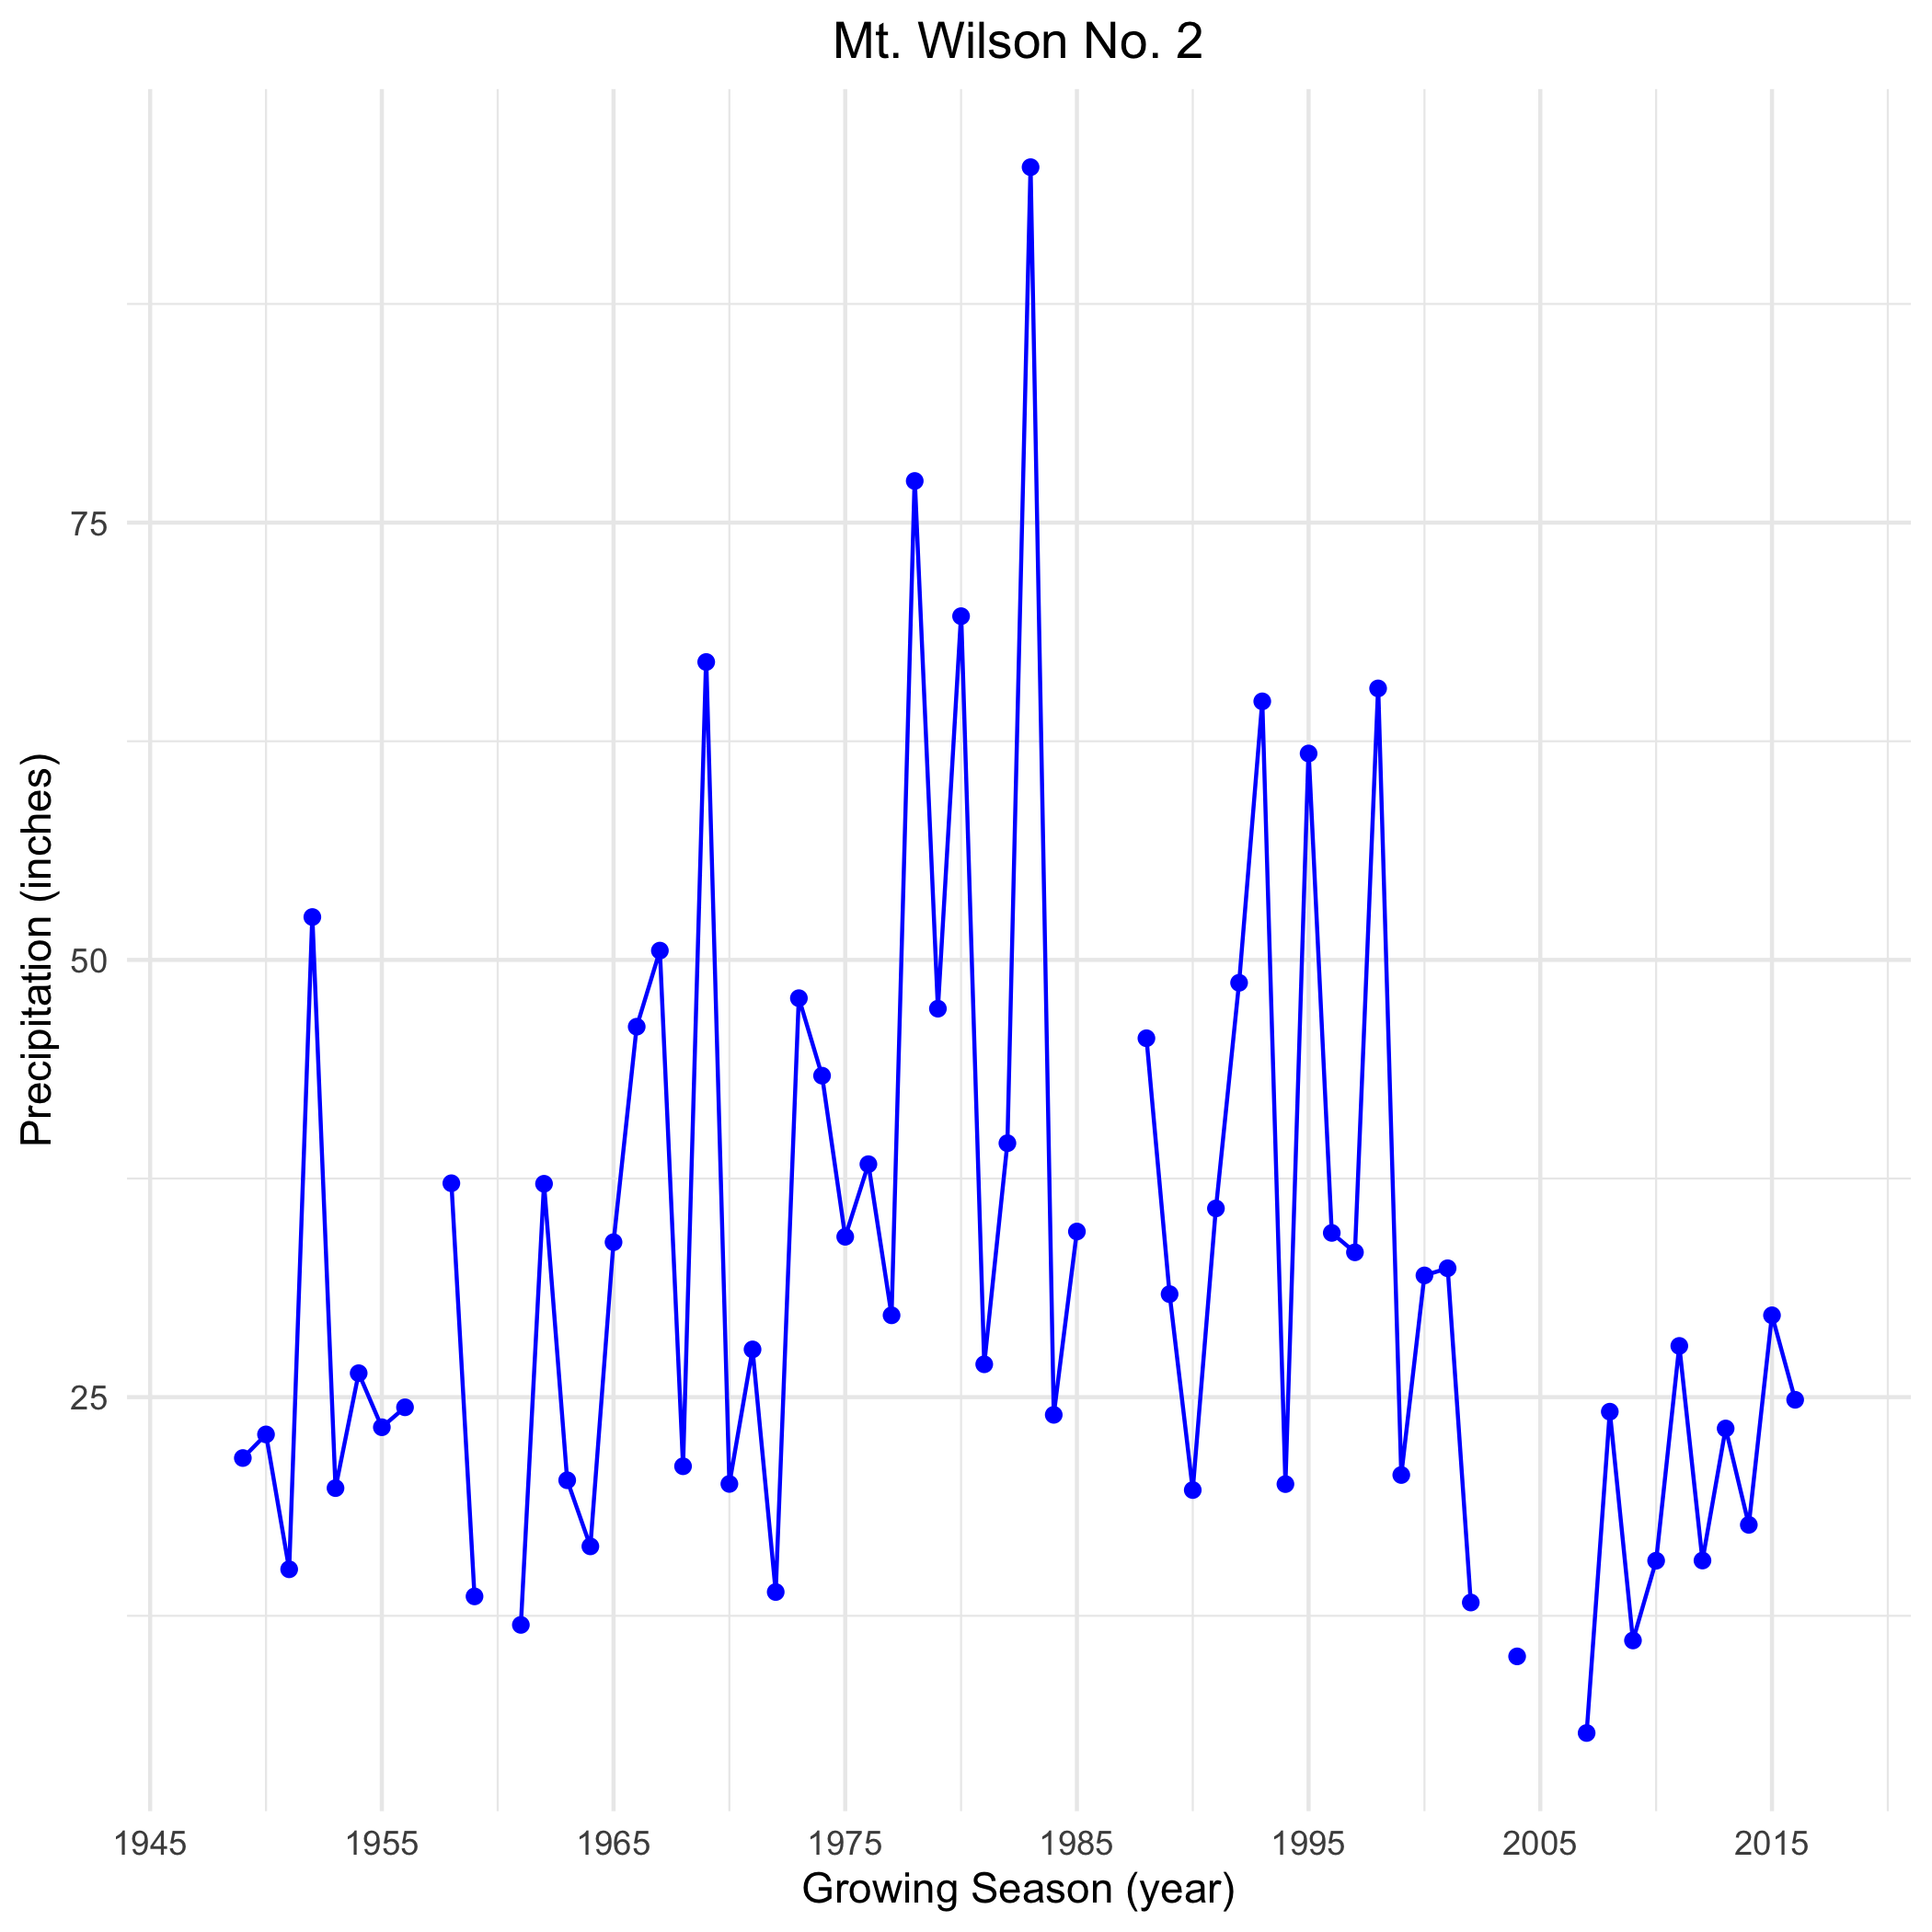 Mt. Wilson No. 2
Precipitation (inches)
75
50
25
1945 1955 1965 1975 1985 1995 2005 2015
Growing Season (year)